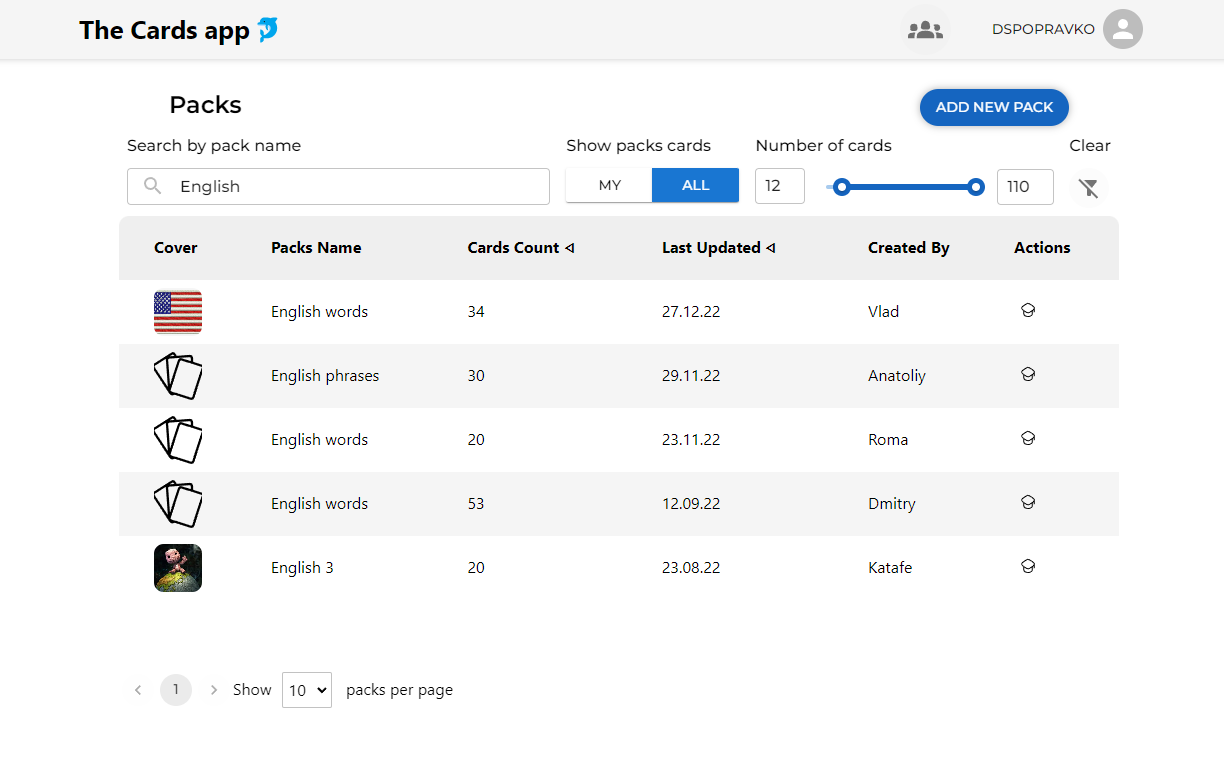 The Cards app
DSPOPRAVKO
Packs
ADD NEW PACK
Search by pack name
Show packs cards
Number of cards
Clear
English
MY
ALL
12
110
Cover
Packs Name
Cards Count
Last Updated
Created By
Actions
English words
34
27.12.22
Vlad
English phrases
30
29.11.22
Anatoliy
English words
20
23.11.22
Roma
English words
53
12.09.22
Dmitry
English 3
20
23.08.22
Katafe
1
Show
10
packs per page